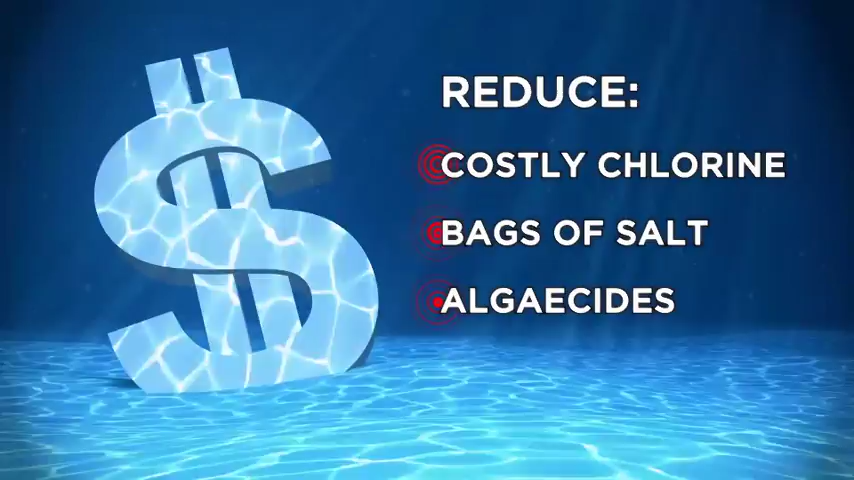 $
REDUCE:
COSTLY CHLORINE
BAGS OF SALT
ALGAECIDES